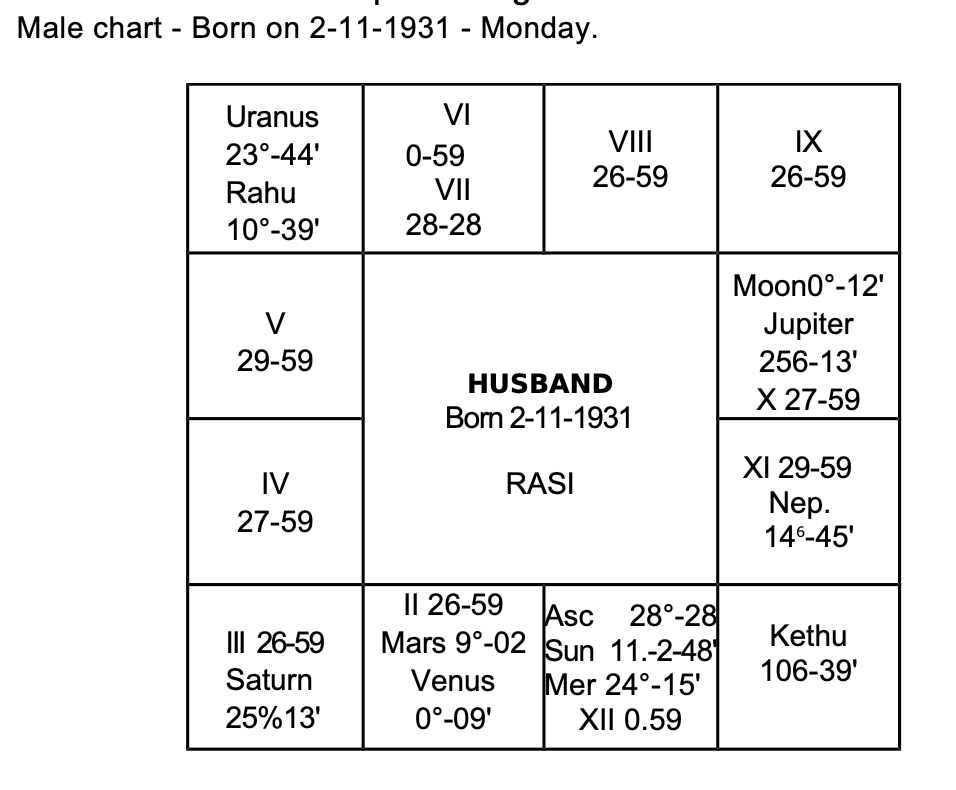 Male chart - Born on 2-11-1931 - Monday.
Uranus
23°-44'
Rahu
10°-39'
VI
0-59
VII
28-28
VIII
26-59
IX
26-59
V
29-59
HUSBAND
Born 2-11-1931
RASI
Moon0°-12'
Jupiter
256-13'
X 27-59
IV
27-59
XI 29-59
Nep.
14⁶-45'
III 26-59
Saturn
25%13'
II 26-59
Mars 9°-02
Venus
0°-09'
Asc 28°-28
Sun 11.-2-48'
Mer 24°-15'
XII 0.59
Kethu
106-39'